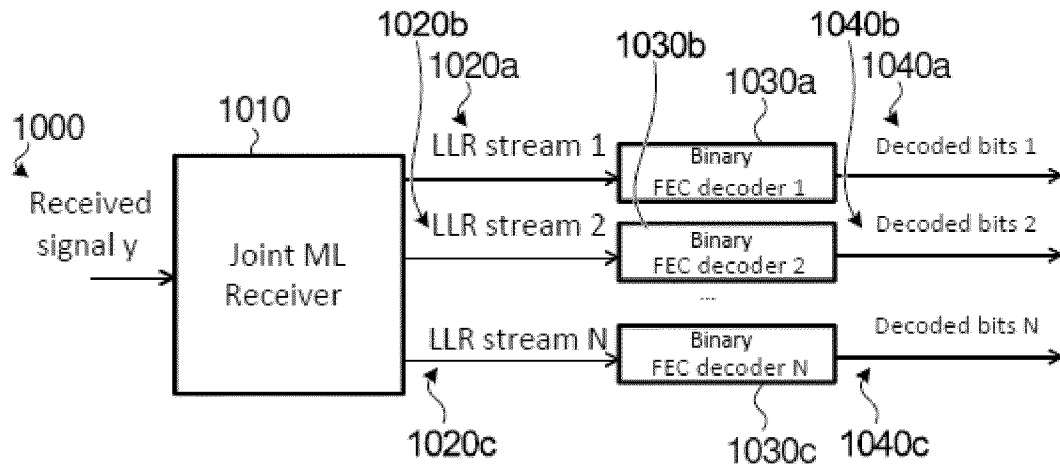 1020b
1020a
1030b
1030a
1040b
1040a
1000
1010
LLR stream 1
Binary
FEC decoder 1
Decoded bits 1
Received
signal y
Joint ML
Receiver
LLR stream 2
Binary
FEC decoder 2
Decoded bits 2
...
LLR stream N
Binary
FEC decoder N
Decoded bits N
1020c
1030c
1040c